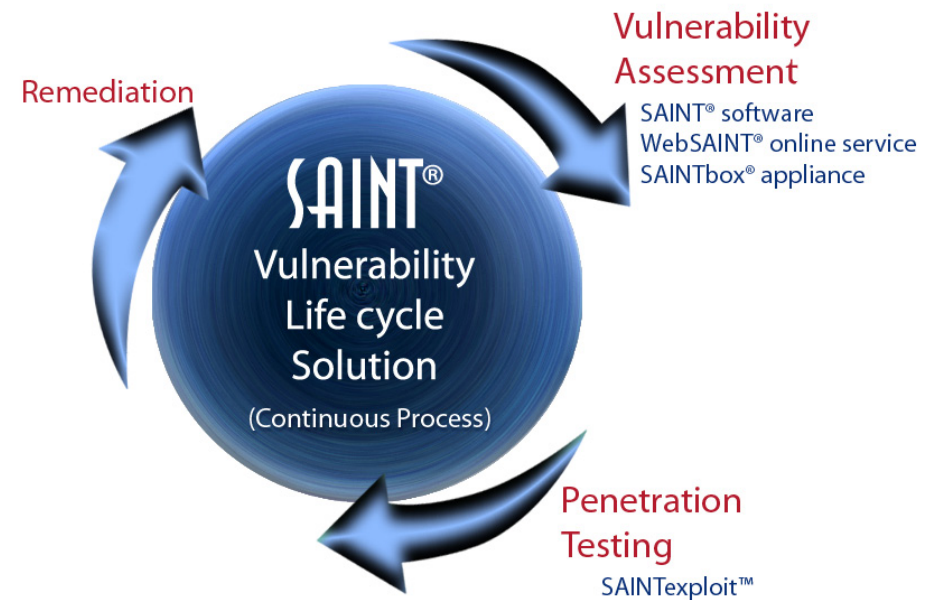 Vulnerability
Assessment
SAINT® software
WebSAINT® online service
SAINTbox® appliance
Remediation
SAINT®
Vulnerability
Life cycle
Solution
(Continuous Process)
Penetration
Testing
SAINTexploit™